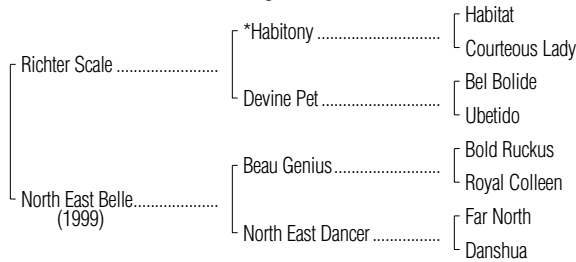 Habitat
*Habitony ........................
Courteous Lady
Richter Scale ........................
Bel Bolide
Devine Pet ........................
Ubetido
Bold Ruckus
Beau Genius ........................
Royal Colleen
North East Belle ....................
(1999)
Far North
North East Dancer .................
Danshua